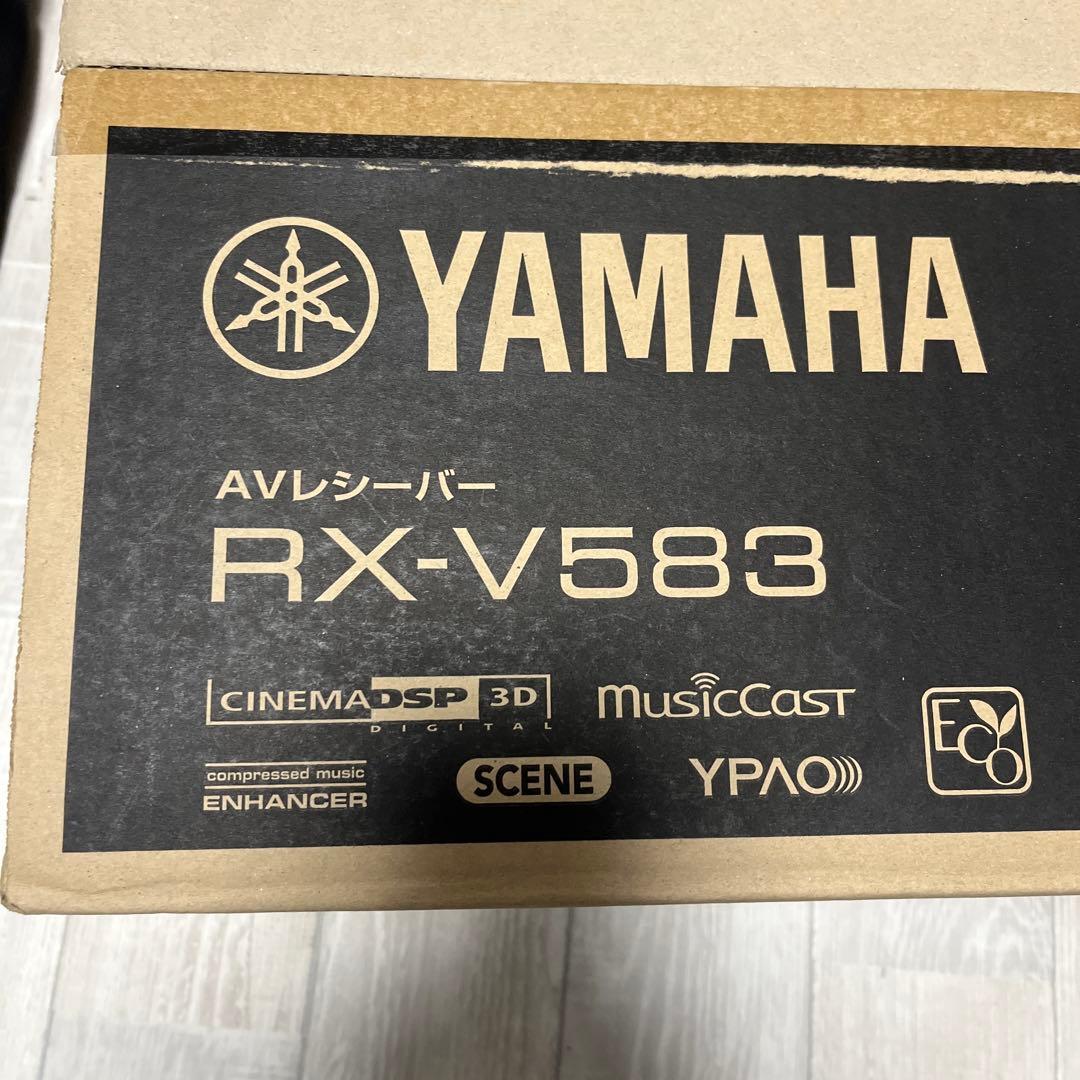 YAMAHA
AVレシーバー
RX-V583
CINEMA DSP 3D
DIGITAL
MusicCast
ECO
compressed music
ENHANCER
SCENE
YPAO